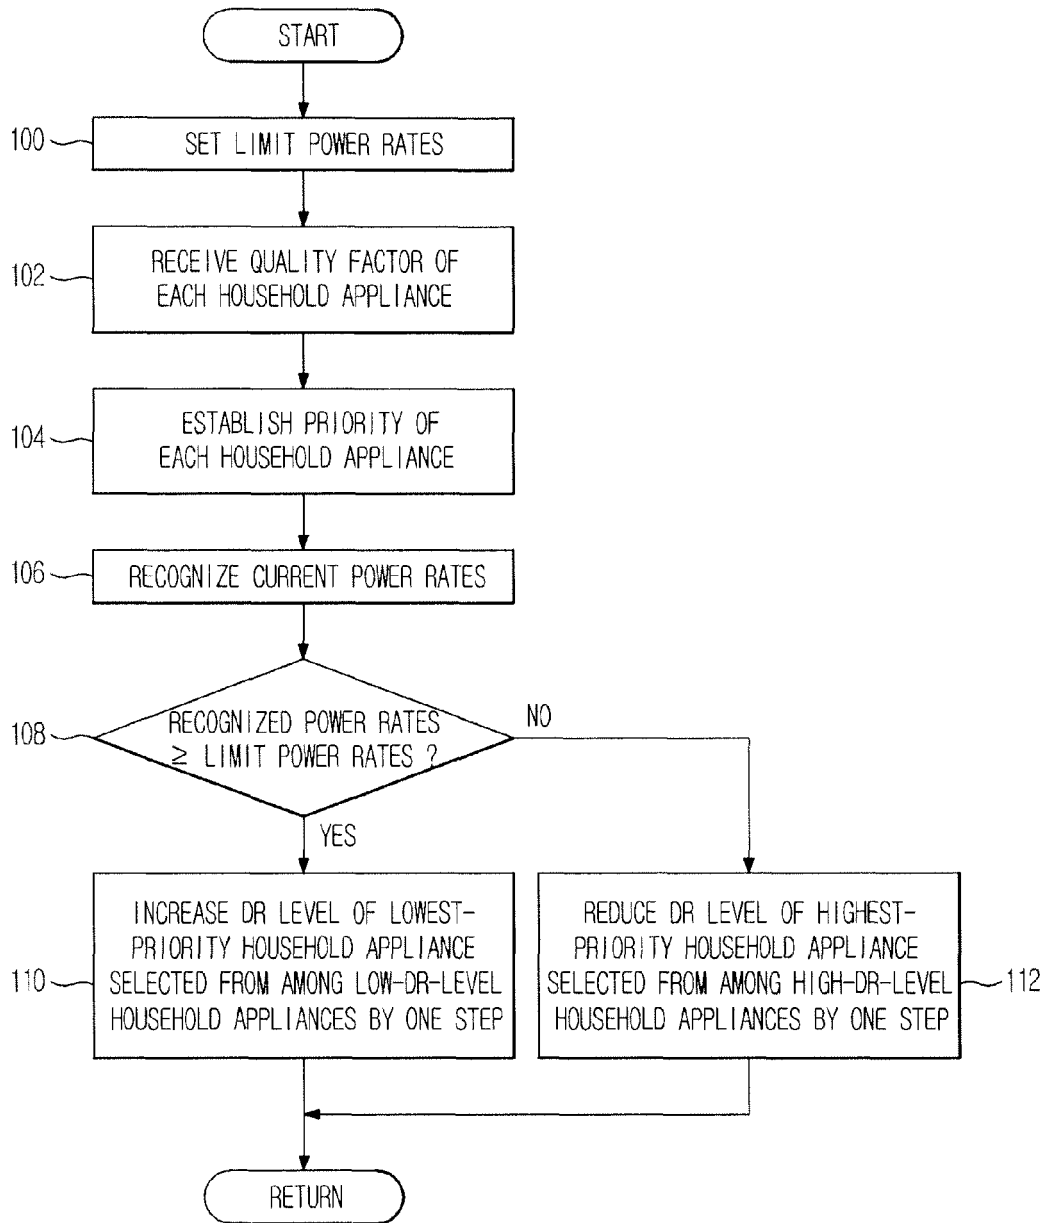 START
100
SET LIMIT POWER RATES
102
RECEIVE QUALITY FACTOR OF
EACH HOUSEHOLD APPLIANCE
104
ESTABLISH PRIORITY OF
EACH HOUSEHOLD APPLIANCE
106
RECOGNIZE CURRENT POWER RATES
108
RECOGNIZED POWER RATES
≥ LIMIT POWER RATES ?
NO
YES
110
INCREASE DR LEVEL OF LOWEST-
PRIORITY HOUSEHOLD APPLIANCE
SELECTED FROM AMONG LOW-DR-LEVEL
HOUSEHOLD APPLIANCES BY ONE STEP
REDUCE DR LEVEL OF HIGHEST-
PRIORITY HOUSEHOLD APPLIANCE
SELECTED FROM AMONG HIGH-DR-LEVEL
HOUSEHOLD APPLIANCES BY ONE STEP
112
RETURN